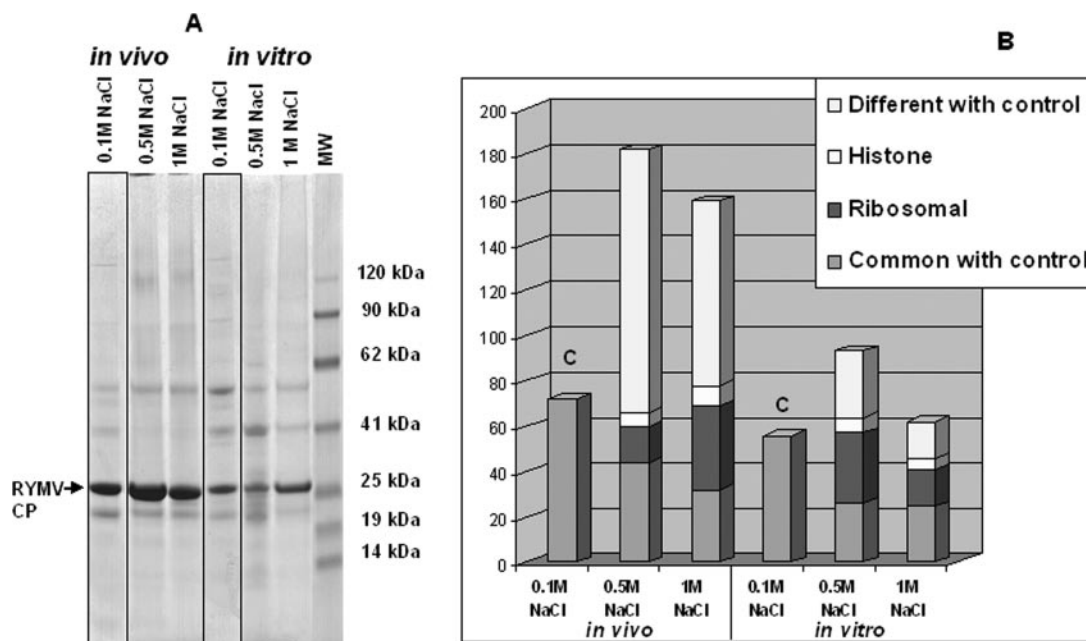 A
in vivo
in vitro
0.1M NaCl
0.5M NaCl
1M NaCl
0.1M NaCl
0.5M Nacl
1 M NaCl
MW
120 kDa
90 kDa
62 kDa
41 kDa
25 kDa
19 kDa
14 kDa
RYMV
CP
B
200
180
160
140
120
100
80
60
40
20
0
C
C
Different with control
Histone
Ribosomal
Common with control
0.1M
NaCl
0.5M
NaCl
1M
NaCl
0.1M
NaCl
0.5M
NaCl
1M
NaCl
in vivo
in vitro